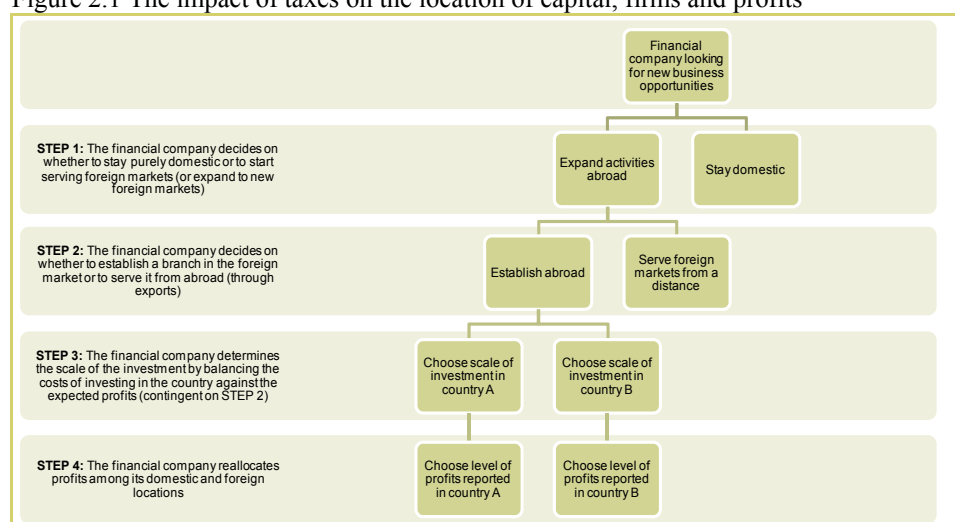 Figure 2.1 The impact of taxes on the location of capital, firms and profits
Financial
company looking
for new business
opportunities
STEP 1: The financial company decides on
whether to stay purely domestic or to start
serving foreign markets (or expand to new
foreign markets)
Expand activities
abroad
Stay domestic
STEP 2: The financial company decides on
whether to establish a branch in the foreign
market or to serve it from abroad (through
exports)
Establish abroad
Serve foreign
markets from a
distance
STEP 3: The financial company determines
the scale of the investment by balancing the
costs of investing in the country against the
expected profits (contingent on STEP 2)
Choose scale of
investment in
country A
Choose scale of
investment in
country B
STEP 4: The financial company reallocates
profits among its domestic and foreign
locations
Choose level of
profits reported
in country A
Choose level of
profits reported
in country B